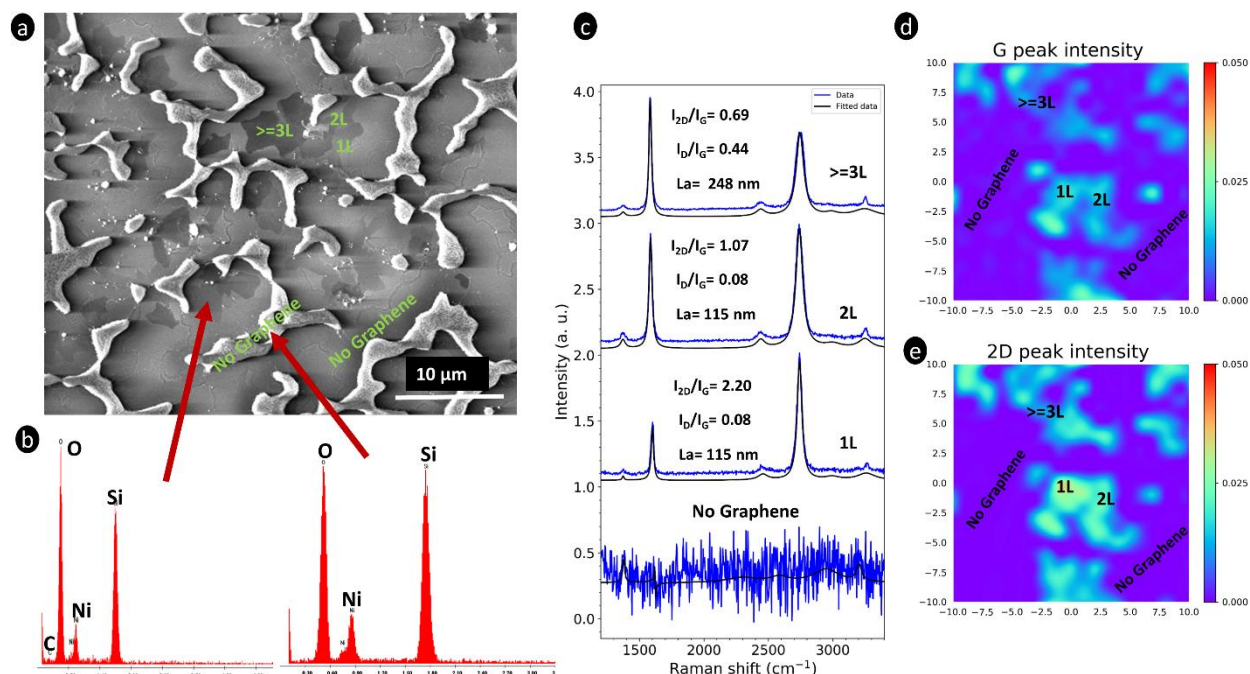 a
>=3L
2L
1L
No Graphene
No Graphene
10 μm
b
O
O
Si
Ni
Ni
C
O
O
Si
Si
Ni
Ni
Ni
c
Data
Fitted data
I2D/IG= 0.69
ID/IG= 0.44
La= 248 nm
>=3L
I2D/IG= 1.07
ID/IG= 0.08
La= 115 nm
2L
I2D/IG= 2.20
ID/IG= 0.08
La= 115 nm
1L
No Graphene
4.0
3.5
3.0
2.5
2.0
1.5
1.0
0.5
0.0
Intensity (a. u.)
1500 2000 2500 3000
Raman shift (cm⁻¹)
d
G peak intensity
>=3L
No Graphene
1L
2L
No Graphene
10.0
7.5
5.0
2.5
0.0
−2.5
−5.0
−7.5
−10.0
−10.0 −7.5 −5.0 −2.5 0.0 2.5 5.0 7.5 10.0
0.050
0.025
0.000
e
2D peak intensity
>=3L
No Graphene
1L
2L
No Graphene
10.0
7.5
5.0
2.5
0.0
−2.5
−5.0
−7.5
−10.0
−10.0 −7.5 −5.0 −2.5 0.0 2.5 5.0 7.5 10.0
0.050
0.025
0.000